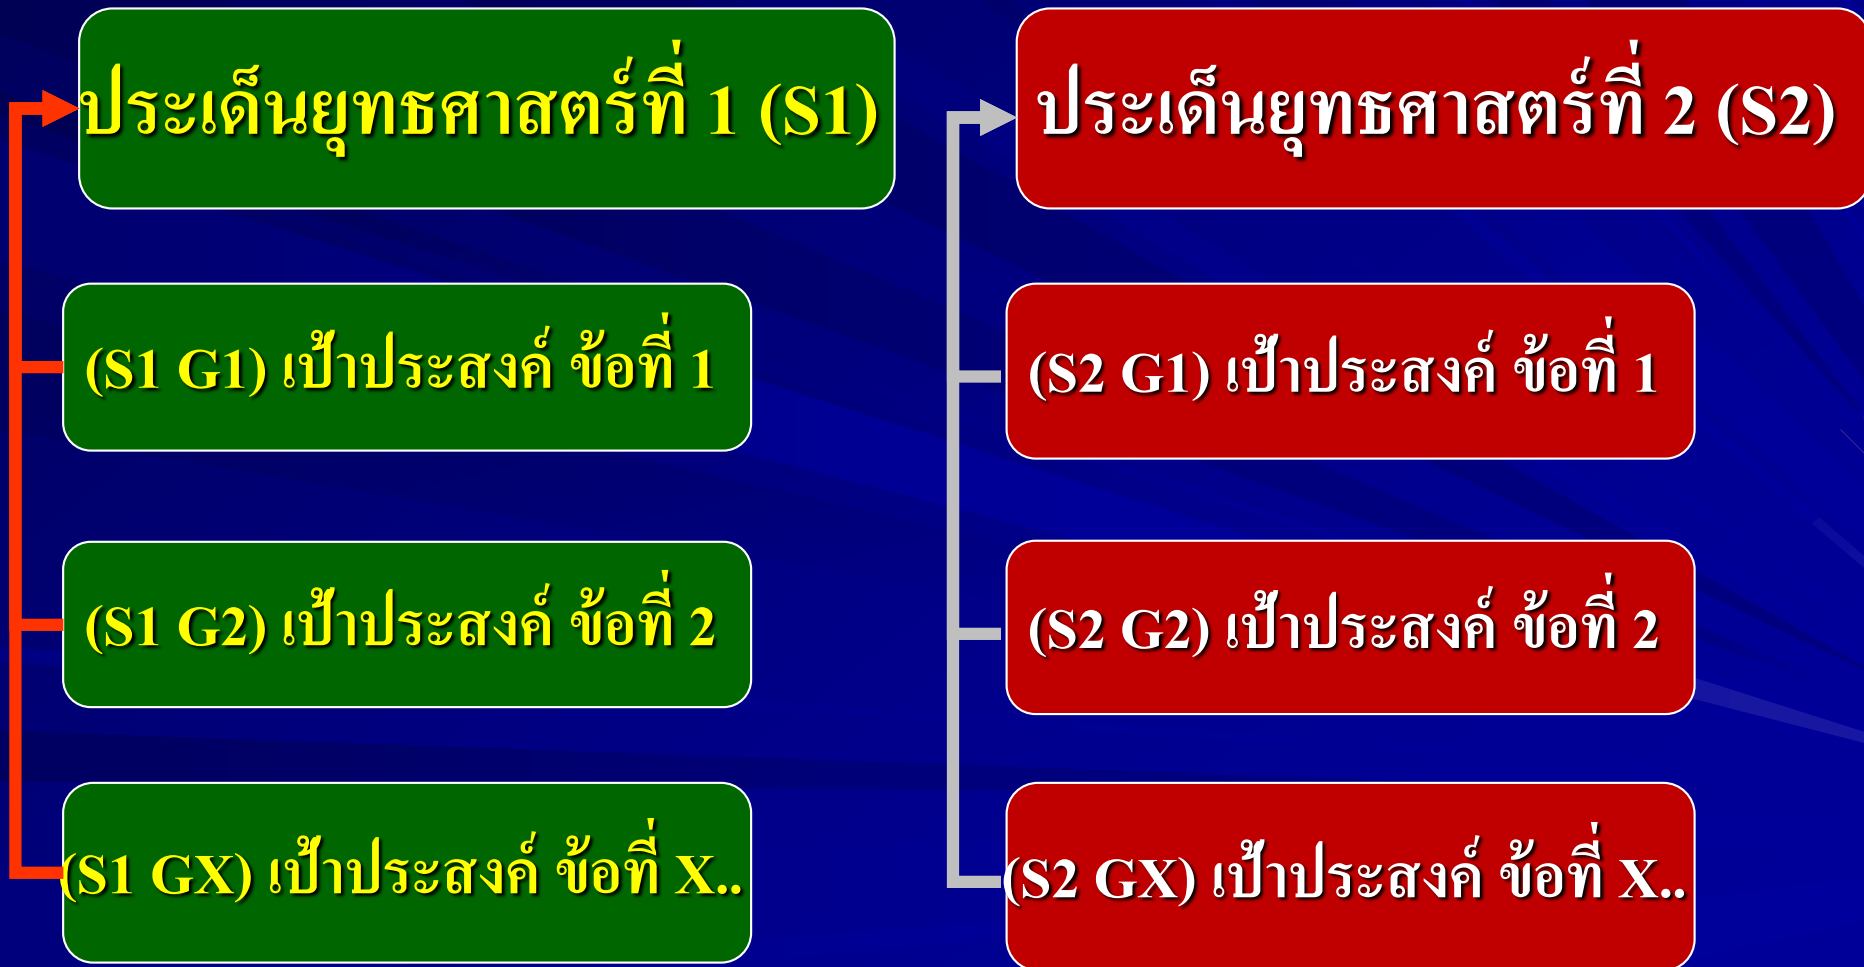 ประเด็นยุทธศาสตร์ที่ 1 (S1)
(S1 G1) เป้าประสงค์ ข้อที่ 1
(S1 G2) เป้าประสงค์ ข้อที่ 2
(S1 GX) เป้าประสงค์ ข้อที่ X..
ประเด็นยุทธศาสตร์ที่ 2 (S2)
(S2 G1) เป้าประสงค์ ข้อที่ 1
(S2 G2) เป้าประสงค์ ข้อที่ 2
(S2 GX) เป้าประสงค์ ข้อที่ X..